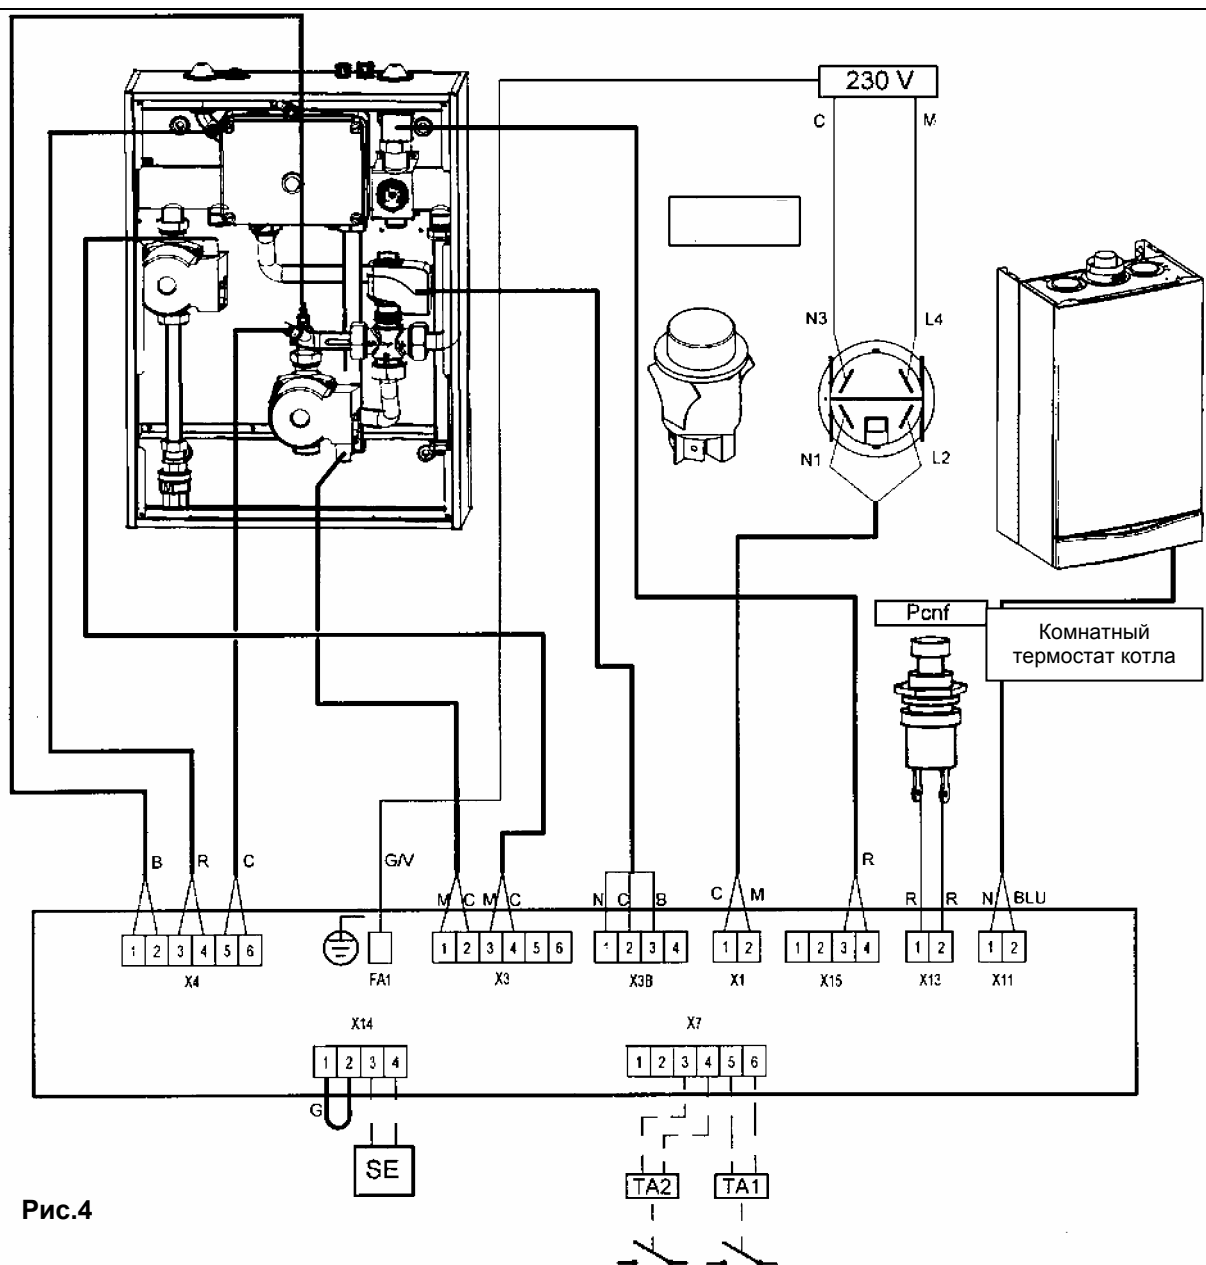 230 V
C M
N3 L4
N1 L2
Pcnf
Комнатный
термостат котла
B R C G/V R
M C M C N C B C M R R N BLU
1 2 3 4 5 6
FA1
1 2 3 4 5 6
1 2 3 4
1 2
1 2 3 4
1 2
1 2
X4 X3 X3B X1 X15 X13 X11
X14 X7
1 2 3 4
1 2 3 4 5 6
G
SE
TA2 TA1
Рис.4